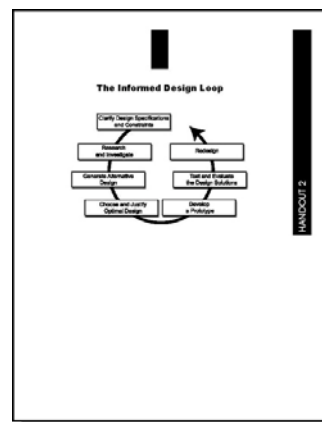 The Informed Design Loop
Clarify Design Specifications
and Constraints
Research
and Investigate
Redesign
Generate Alternative
Design
Test and Evaluate
the Design Solutions
Choose and Justify
Optimal Design
Develop
a Prototype
HANDOUT 2